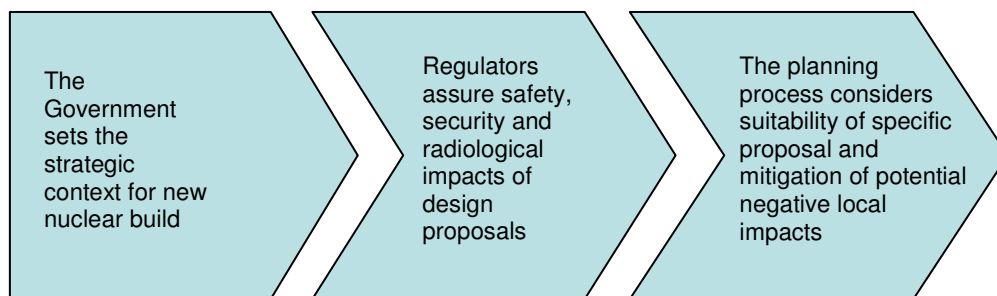 The
Government
sets the
strategic
context for new
nuclear build
Regulators
assure safety,
security and
radiological
impacts of
design
proposals
The planning
process considers
suitability of specific
proposal and
mitigation of potential
negative local
impacts